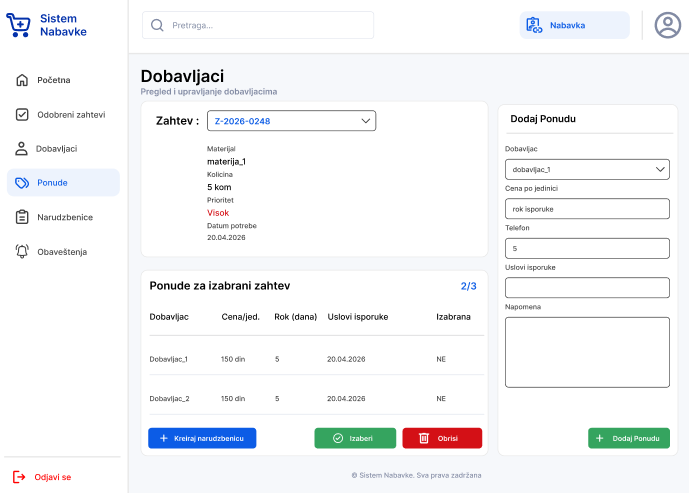 Sistem
Nabavke
Početna
Odobreni zahtevi
Dobavljaci
Ponude
Narudzbenice
Obaveštenja
Odjavi se
Pretraga...
Nabavka
Dobavljaci
Pregled i upravljanje dobavljacima
Zahtev : Z-2026-0248
Materijal
materija_1
Kolicina
5 kom
Prioritet
Visok
Datum potrebe
20.04.2026
Ponude za izabrani zahtev 2/3
Dobavljac Cena/jed. Rok (dana) Uslovi isporuke Izabrana
Dobavljac_1 150 din 5 20.04.2026 NE
Dobavljac_2 150 din 5 20.04.2026 NE
Kreiraj narudzbenicu Izaberi Obrisi
Dodaj Ponudu
Dobavljac
dobavljac_1
Cena po jedinici
rok isporuke
Telefon
5
Uslovi isporuke
Napomena
Dodaj Ponudu
© Sistem Nabavke. Sva prava zadržana